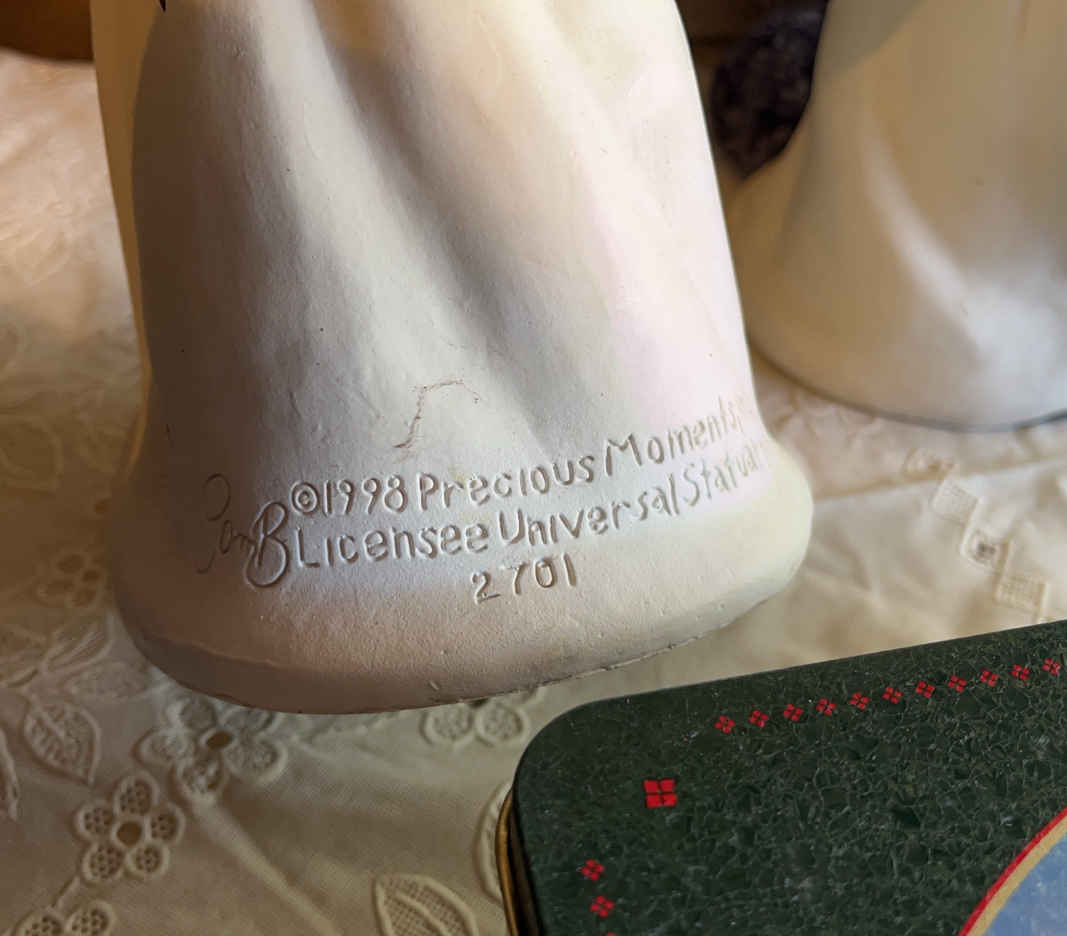 ©1998 Precious Moments
Licensee Universal Statuary
2701